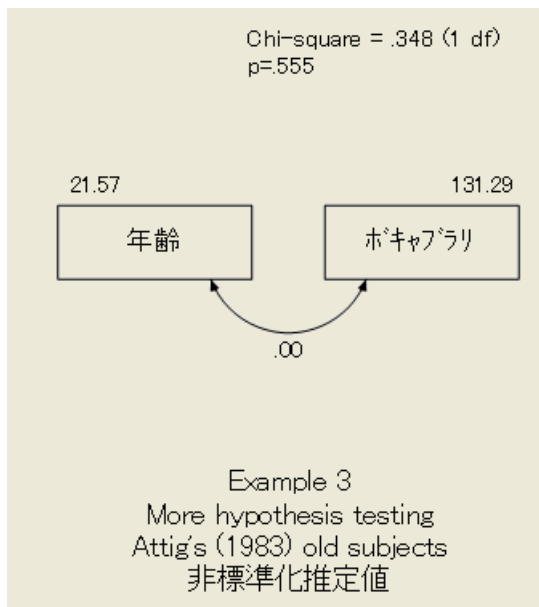 Chi-square = .348 (1 df)
p=.555
21.57
131.29
年齢
ﾎﾞｷｬﾌﾞﾗﾘ
.00
Example 3
More hypothesis testing
Attig's (1983) old subjects
非標準化推定値